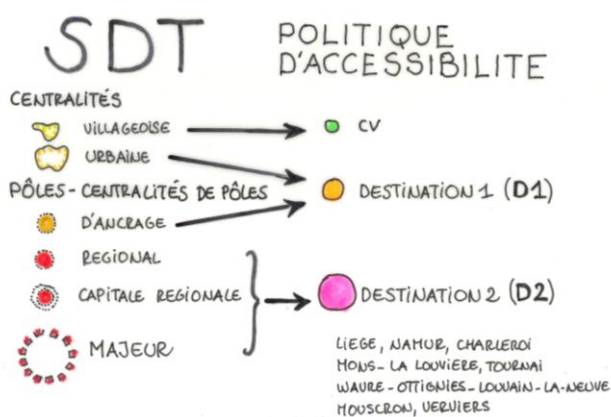 SDT
POLITIQUE
D'ACCESSIBILITE
CENTRALITÉS
VILLAGEOISE
CV
URBAINE
PÔLES - CENTRALITÉS DE PÔLES
DESTINATION 1 (D1)
D'ANCRAGE
REGIONAL
CAPITALE REGIONALE
DESTINATION 2 (D2)
MAJEUR
LIEGE, NAMUR, CHARLEROI
MONS - LA LOUVIERE, TOURNAI
WAVRE - OTTIGNIES - LOUVAIN - LA - NEUVE
MOUSCRON, VERVIERS